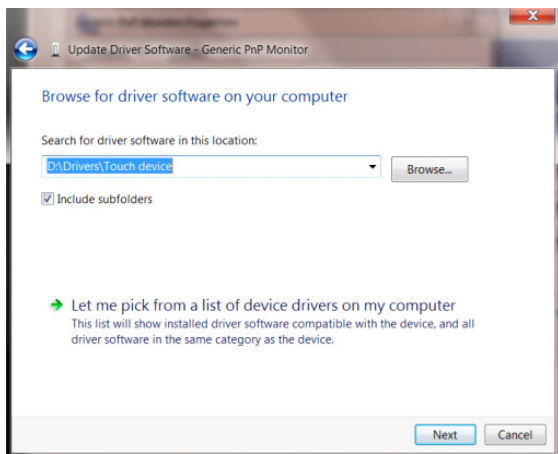 Update Driver Software - Generic PnP Monitor
Browse for driver software on your computer
Search for driver software in this location:
D:\Drivers\Touch device
Browse...
Include subfolders
Let me pick from a list of device drivers on my computer
This list will show installed driver software compatible with the device, and all
driver software in the same category as the device.
Next
Cancel